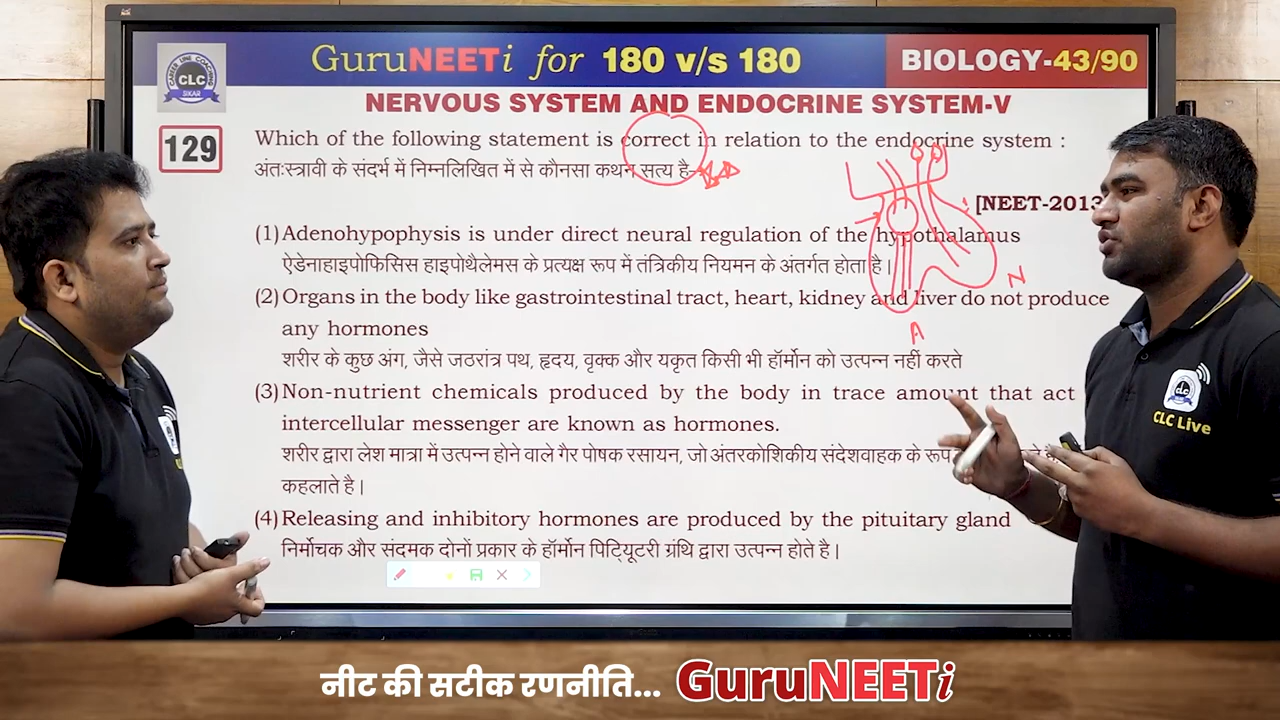 GuruNEETi for 180 v/s 180
BIOLOGY-43/90
CLC
SIKAR
NERVOUS SYSTEM AND ENDOCRINE SYSTEM-V
129
Which of the following statement is correct in relation to the endocrine system :
अंतःस्त्रावी के संदर्भ में निम्नलिखित में से कौनसा कथन सत्य है-
[NEET-2013
(1) Adenohypophysis is under direct neural regulation of the hypothalamus
ऐडेनाहाइपोफिसिस हाइपोथैलेमस के प्रत्यक्ष रूप में तंत्रिकीय नियमन के अंतर्गत होता है।
(2) Organs in the body like gastrointestinal tract, heart, kidney and liver do not produce
any hormones
शरीर के कुछ अंग, जैसे जठरांत्र पथ, हृदय, वृक्क और यकृत किसी भी हॉर्मोन को उत्पन्न नहीं करते
(3) Non-nutrient chemicals produced by the body in trace amount that act
intercellular messenger are known as hormones.
शरीर द्वारा लेश मात्रा में उत्पन्न होने वाले गैर पोषक रसायन, जो अंतरकोशिकीय संदेशवाहक के रूप
कहलाते है।
(4) Releasing and inhibitory hormones are produced by the pituitary gland
निर्मोचक और संदमक दोनों प्रकार के हॉर्मोन पिट्यूिटरी ग्रंथि द्वारा उत्पन्न होते है।
N
A
CLC Live
नीट की सटीक रणनीति... GuruNEETi